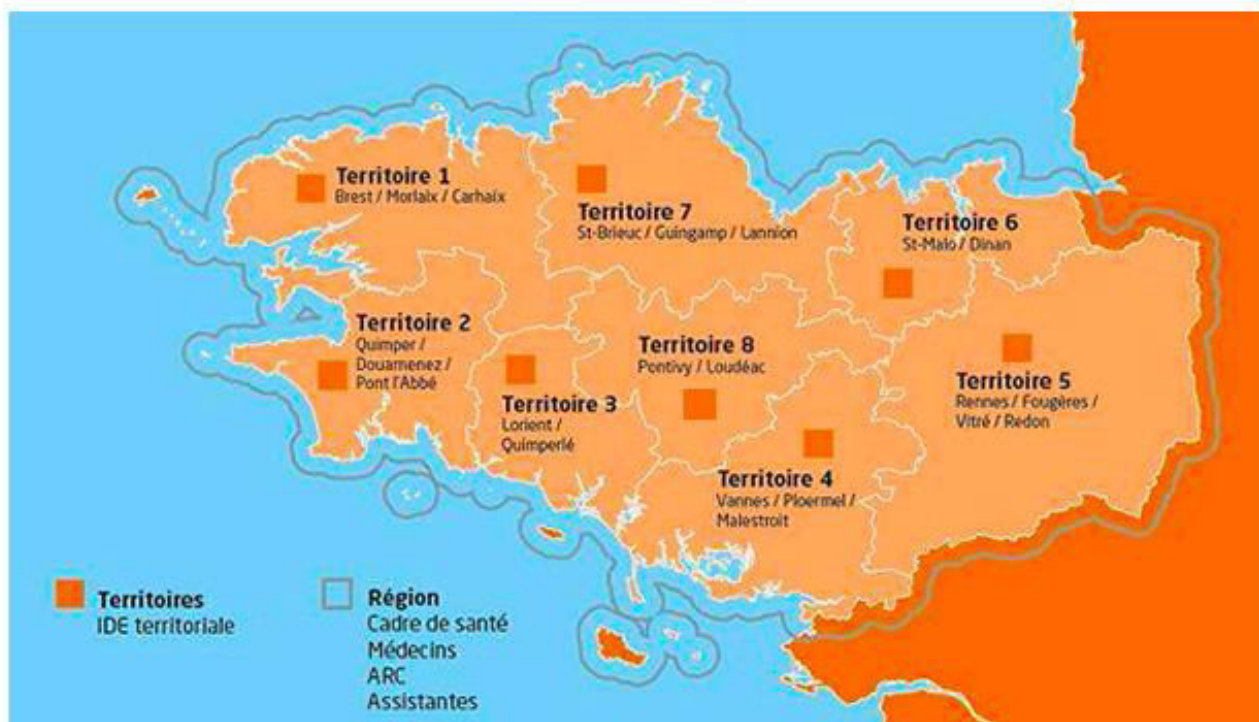 Territoire 1
Brest / Morlaix / Carhaix
Territoire 7
St-Brieuc / Guingamp / Lannion
Territoire 6
St-Malo / Dinan
Territoire 2
Quimper /
Douarnenez /
Pont l'Abbé
Territoire 3
Lorient /
Quimperlé
Territoire 8
Pontivy / Loudéac
Territoire 5
Rennes / Fougères /
Vitré / Redon
Territoire 4
Vannes / Ploermel /
Malestroit
Territoires
IDE territoriale
Région
Cadre de santé
Médecins
ARC
Assistantes